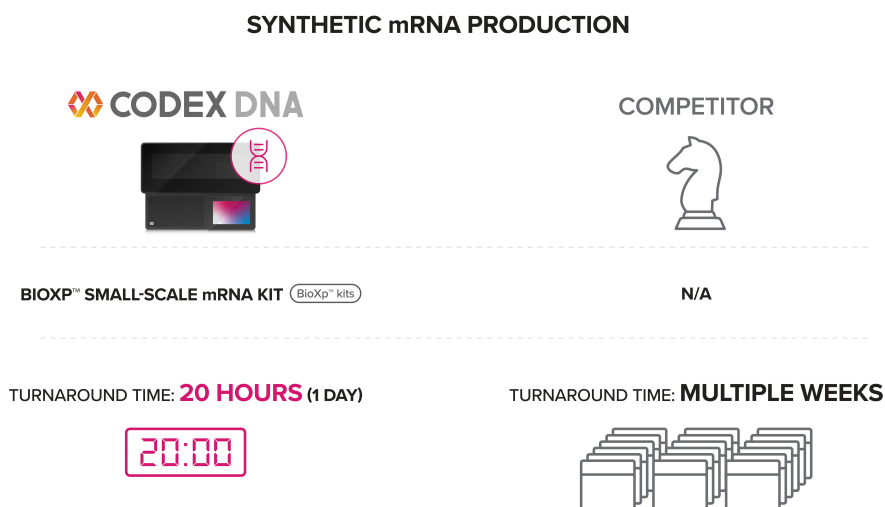 SYNTHETIC mRNA PRODUCTION
CODEX DNA
COMPETITOR
BIOXP™ SMALL-SCALE mRNA KIT BioXp™ kits
N/A
TURNAROUND TIME: 20 HOURS (1 DAY)
TURNAROUND TIME: MULTIPLE WEEKS
20:00